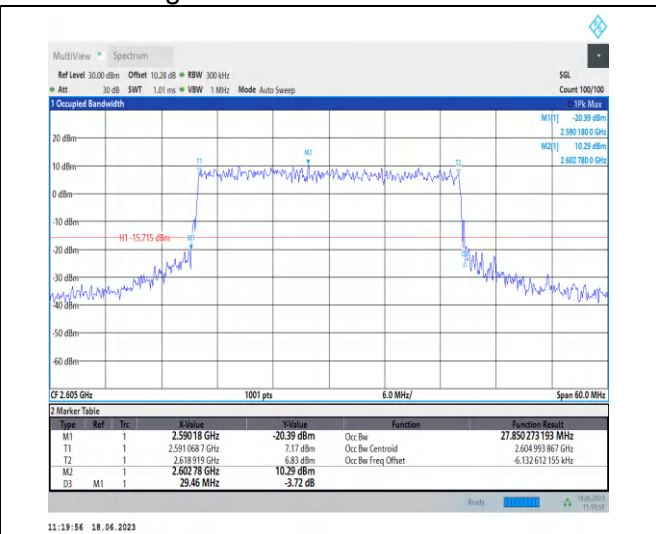 MultiView Spectrum
Ref Level 30.00 dBm Offset 10.28 dB RBW 300 kHz SGL
Att 30 dB SWT 1.01 ms VBW 1 MHz Mode Auto Sweep Count 100/100
1 Occupied Bandwidth 1Pk Max
M1[1] -20.39 dBm
2.590 180 0 GHz
M2[1] 10.29 dBm
2.602 780 0 GHz
20 dBm
M2
T1 T2
10 dBm
0 dBm
-10 dBm
H1 -15.715 dBm M1
-20 dBm
-30 dBm
-40 dBm
-50 dBm
-60 dBm
CF 2.605 GHz 1001 pts 6.0 MHz/ Span 60.0 MHz
2 Marker Table
Type Ref Trc X-Value Y-Value Function Function Result
M1 1 2.59018 GHz -20.39 dBm Occ Bw 27.850 273 193 MHz
T1 1 2.591 068 7 GHz 7.17 dBm Occ Bw Centroid 2.604 993 867 GHz
T2 1 2.618 919 GHz 6.83 dBm Occ Bw Freq Offset -6.132 612 155 kHz
M2 1 2.602 78 GHz 10.29 dBm
D3 M1 1 29.46 MHz -3.72 dB
Ready 18.06.2023
11:19:56 18.06.2023